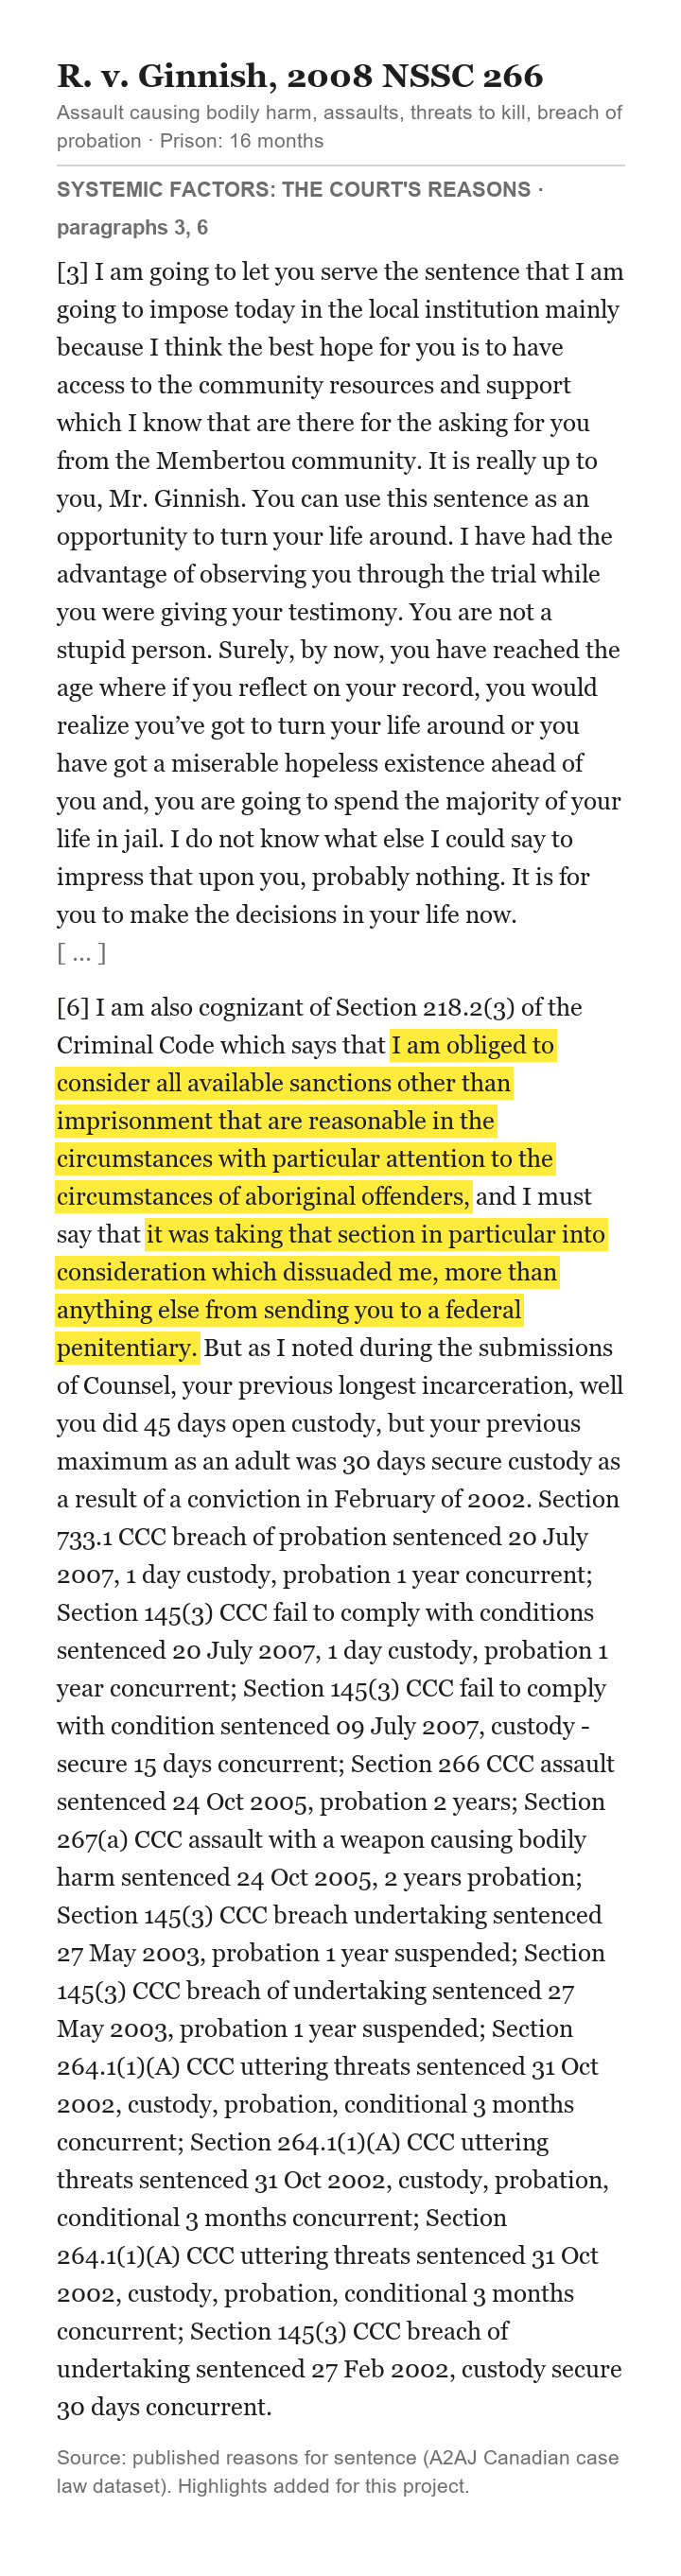 R. v. Ginnish, 2008 NSSC 266
Assault causing bodily harm, assaults, threats to kill, breach of
probation · Prison: 16 months
SYSTEMIC FACTORS: THE COURT'S REASONS ·
paragraphs 3, 6
[3] I am going to let you serve the sentence that I am
going to impose today in the local institution mainly
because I think the best hope for you is to have
access to the community resources and support
which I know that are there for the asking for you
from the Membertou community. It is really up to
you, Mr. Ginnish. You can use this sentence as an
opportunity to turn your life around. I have had the
advantage of observing you through the trial while
you were giving your testimony. You are not a
stupid person. Surely, by now, you have reached the
age where if you reflect on your record, you would
realize you’ve got to turn your life around or you
have got a miserable hopeless existence ahead of
you and, you are going to spend the majority of your
life in jail. I do not know what else I could say to
impress that upon you, probably nothing. It is for
you to make the decisions in your life now.
[ ... ]
[6] I am also cognizant of Section 218.2(3) of the
Criminal Code which says that I am obliged to
consider all available sanctions other than
imprisonment that are reasonable in the
circumstances with particular attention to the
circumstances of aboriginal offenders, and I must
say that it was taking that section in particular into
consideration which dissuaded me, more than
anything else from sending you to a federal
penitentiary. But as I noted during the submissions
of Counsel, your previous longest incarceration, well
you did 45 days open custody, but your previous
maximum as an adult was 30 days secure custody as
a result of a conviction in February of 2002. Section
733.1 CCC breach of probation sentenced 20 July
2007, 1 day custody, probation 1 year concurrent;
Section 145(3) CCC fail to comply with conditions
sentenced 20 July 2007, 1 day custody, probation 1
year concurrent; Section 145(3) CCC fail to comply
with condition sentenced 09 July 2007, custody -
secure 15 days concurrent; Section 266 CCC assault
sentenced 24 Oct 2005, probation 2 years; Section
267(a) CCC assault with a weapon causing bodily
harm sentenced 24 Oct 2005, 2 years probation;
Section 145(3) CCC breach undertaking sentenced
27 May 2003, probation 1 year suspended; Section
145(3) CCC breach of undertaking sentenced 27
May 2003, probation 1 year suspended; Section
264.1(1)(A) CCC uttering threats sentenced 31 Oct
2002, custody, probation, conditional 3 months
concurrent; Section 264.1(1)(A) CCC uttering
threats sentenced 31 Oct 2002, custody, probation,
conditional 3 months concurrent; Section
264.1(1)(A) CCC uttering threats sentenced 31 Oct
2002, custody, probation, conditional 3 months
concurrent; Section 145(3) CCC breach of
undertaking sentenced 27 Feb 2002, custody secure
30 days concurrent.
Source: published reasons for sentence (A2AJ Canadian case
law dataset). Highlights added for this project.